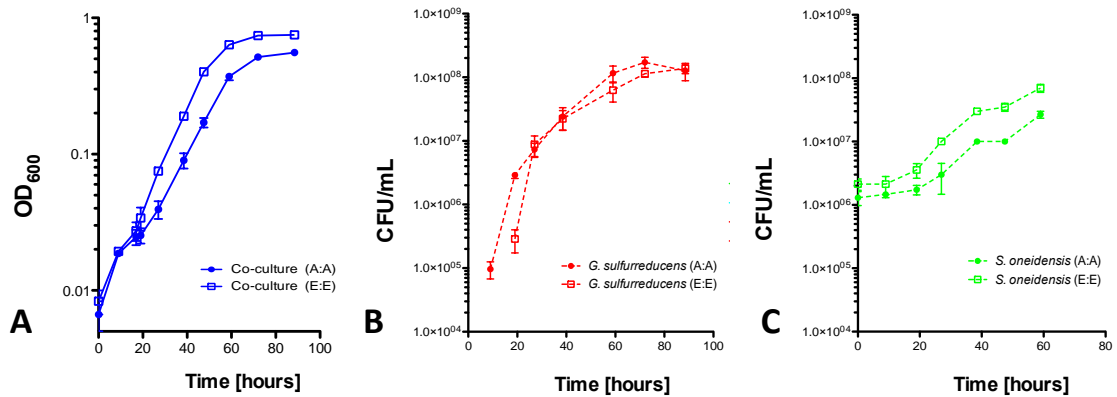 1
0.1
0.01
OD600
0 20 40 60 80 100
Time [hours]
Co-culture (A:A)
Co-culture (E:E)
A
1.0×10^09
1.0×10^08
1.0×10^07
1.0×10^06
1.0×10^05
1.0×10^04
CFU/mL
0 20 40 60 80 100
Time [hours]
G. sulfurreducens (A:A)
G. sulfurreducens (E:E)
B
1.0×10^09
1.0×10^08
1.0×10^07
1.0×10^06
1.0×10^05
1.0×10^04
CFU/mL
0 20 40 60 80
Time [hours]
S. oneidensis (A:A)
S. oneidensis (E:E)
C